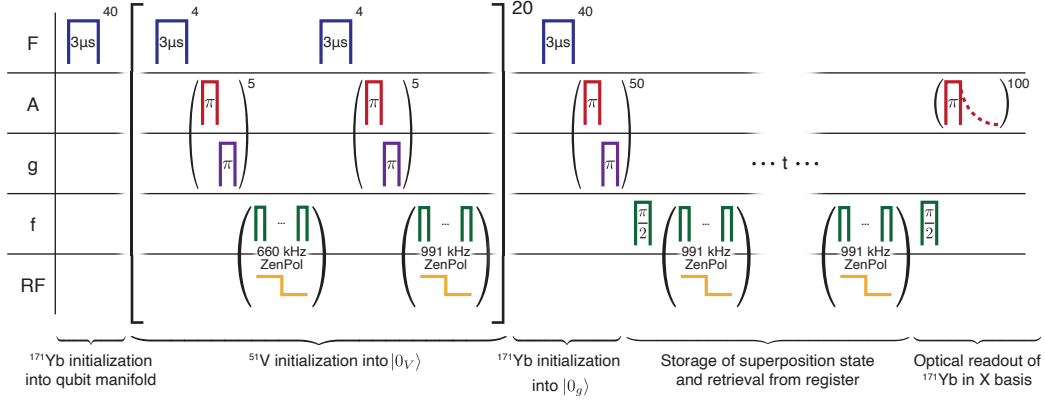 F
3µs
40
3µs
4
3µs
4
20
3µs
40
A
π
5
π
5
π
50
π
100
g
π
π
π
··· t ···
f
...
...
π/2
...
...
π/2
660 kHz
ZenPol
991 kHz
ZenPol
991 kHz
ZenPol
991 kHz
ZenPol
RF
¹⁷¹Yb initialization
into qubit manifold
⁵¹V initialization into |0_V⟩
¹⁷¹Yb initialization
into |0_g⟩
Storage of superposition state
and retrieval from register
Optical readout of
¹⁷¹Yb in X basis